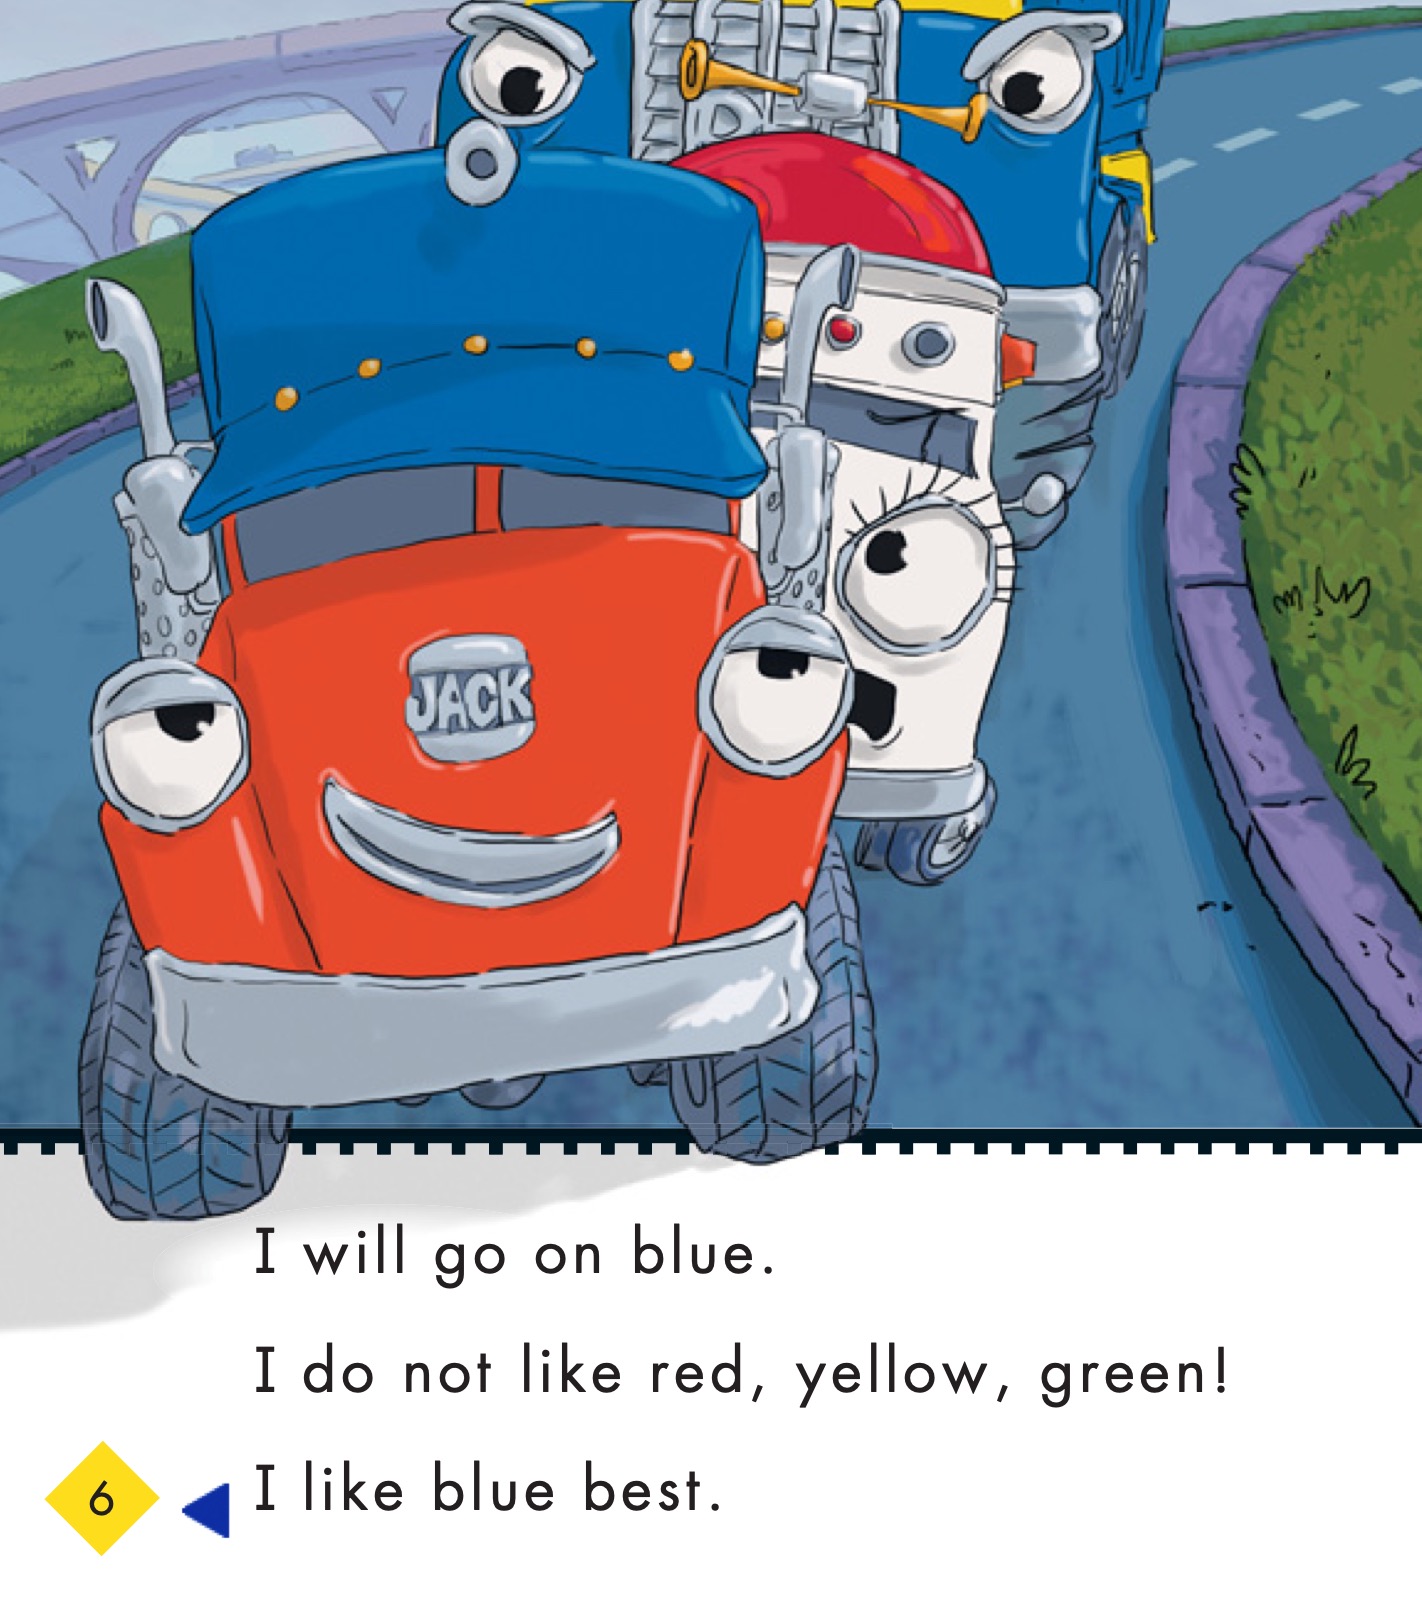 JACK
I will go on blue.
I do not like red, yellow, green!
I like blue best.
6